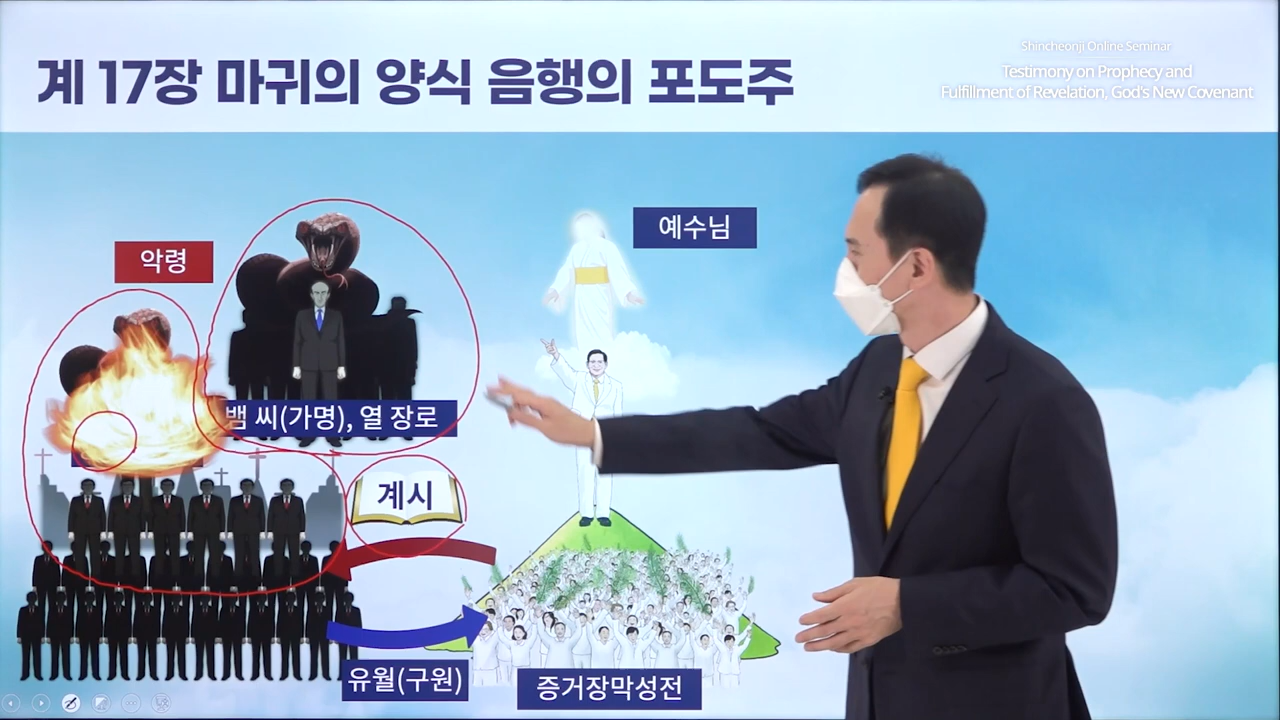 계 17장 마귀의 양식 음행의 포도주
Shincheonji Online Seminar
Testimony on Prophecy and
Fulfillment of Revelation, God's New Covenant
예수님
악령
뱀 씨(가명), 열 장로
계시
유월(구원)
증거장막성전